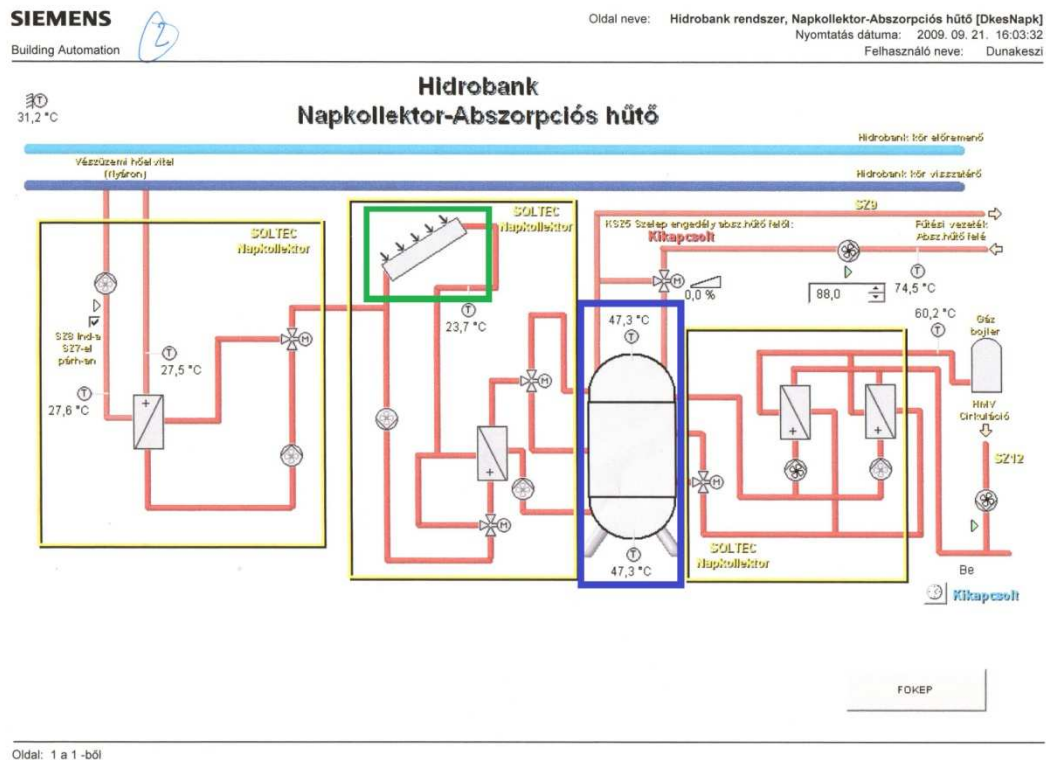 SIEMENS
Building Automation
2
Oldal neve: Hidrobank rendszer, Napkollektor-Abszorpciós hűtő [DkesNapk]
Nyomtatás dátuma: 2009. 09. 21. 16:03:32
Felhasználó neve: Dunakeszi
Hidrobank
Napkollektor-Abszorpciós hűtő
T
31,2 °C
Hidrobank kör előremenő
Vészüzemi hőelvitel
(Nyáron)
Hidrobank kör visszatérő
SOLTEC
Napkollektor
SOLTEC
Napkollektor
SZ9
KSZ5 Szelep engedély absz.hűtő felől:
Kikapcsolt
Fűtési vezeték
Absz.hűtő felé
M
0,0 %
88,0
T
74,5 °C
T
23,7 °C
47,3 °C
T
60,2 °C
T
Gáz
bojler
SZ8 ind-a
SZ7-el
párh-an
M
T
27,5 °C
T
27,6 °C
+
M
+
M
M
HMV
Cirkuláció
SZ12
T
47,3 °C
SOLTEC
Napkollektor
Be
Kikapcsolt
FOKEP
Oldal: 1 a 1 -ből